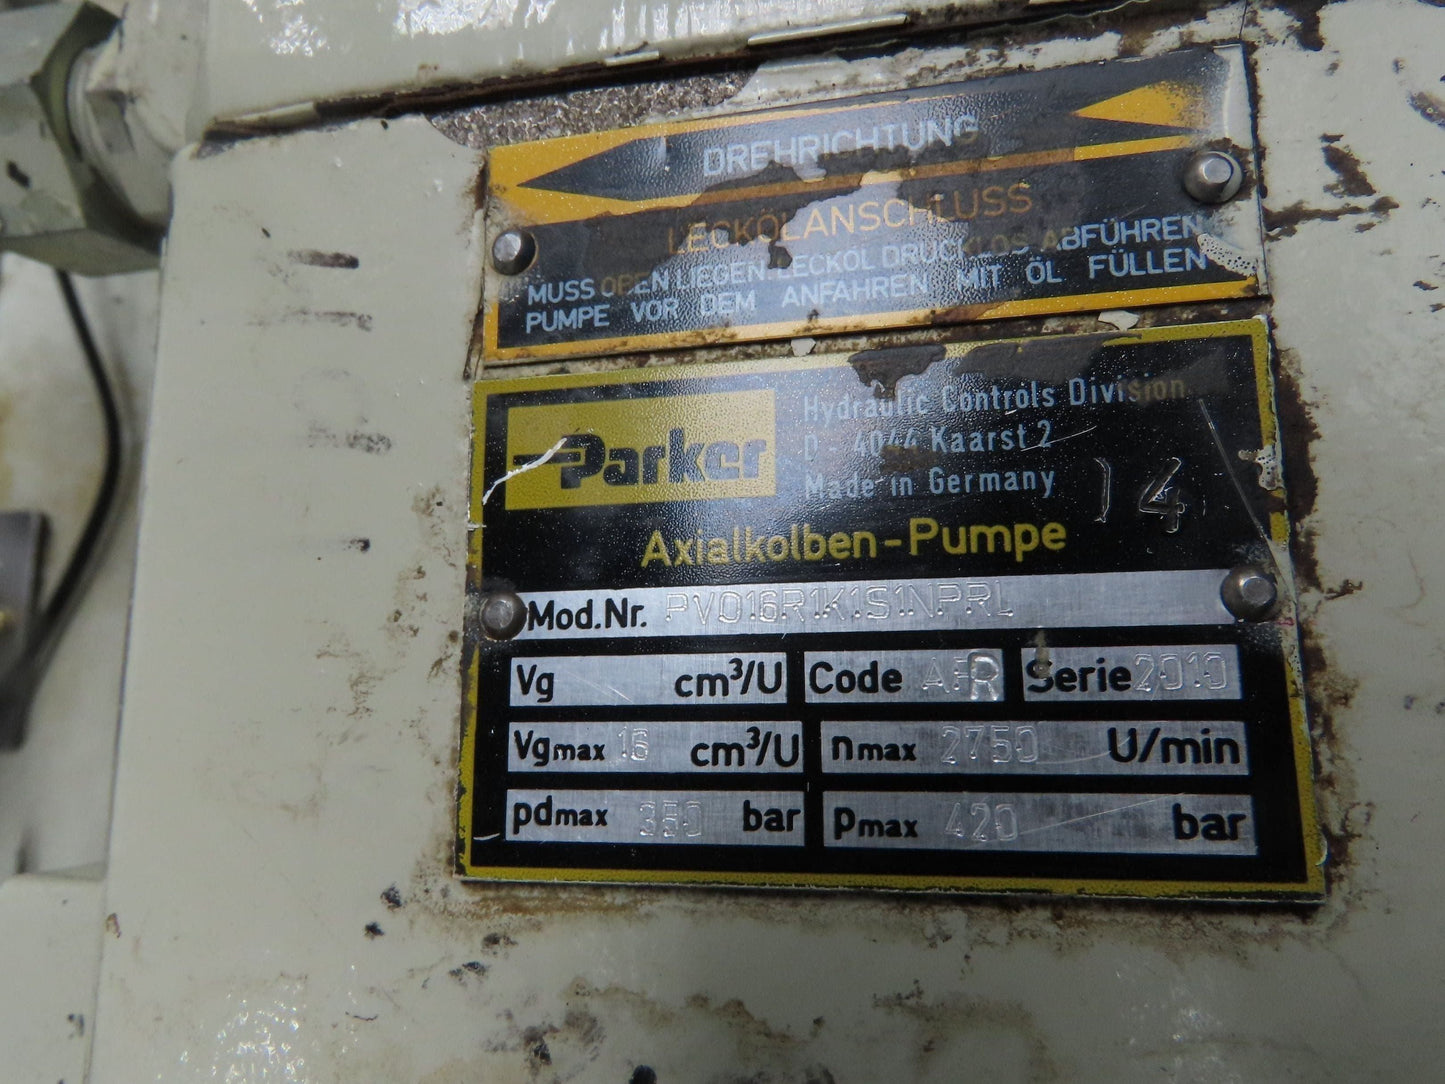 DREHRICHTUNG
LECKÖLANSCHLUSS
MUSS OBEN LIEGEN LECKÖL DRUCKLOS ABFÜHREN
PUMPE VOR DEM ANFAHREN MIT ÖL FÜLLEN
Parker
Hydraulic Controls Division
D - 4044 Kaarst 2
Made in Germany
14
Axialkolben-Pumpe
Mod.Nr. PV016R1K1S1NPRL
Vg cm³/U Code R Serie 2010
Vgmax 16 cm³/U nmax 2750 U/min
pdmax 350 bar pmax 420 bar